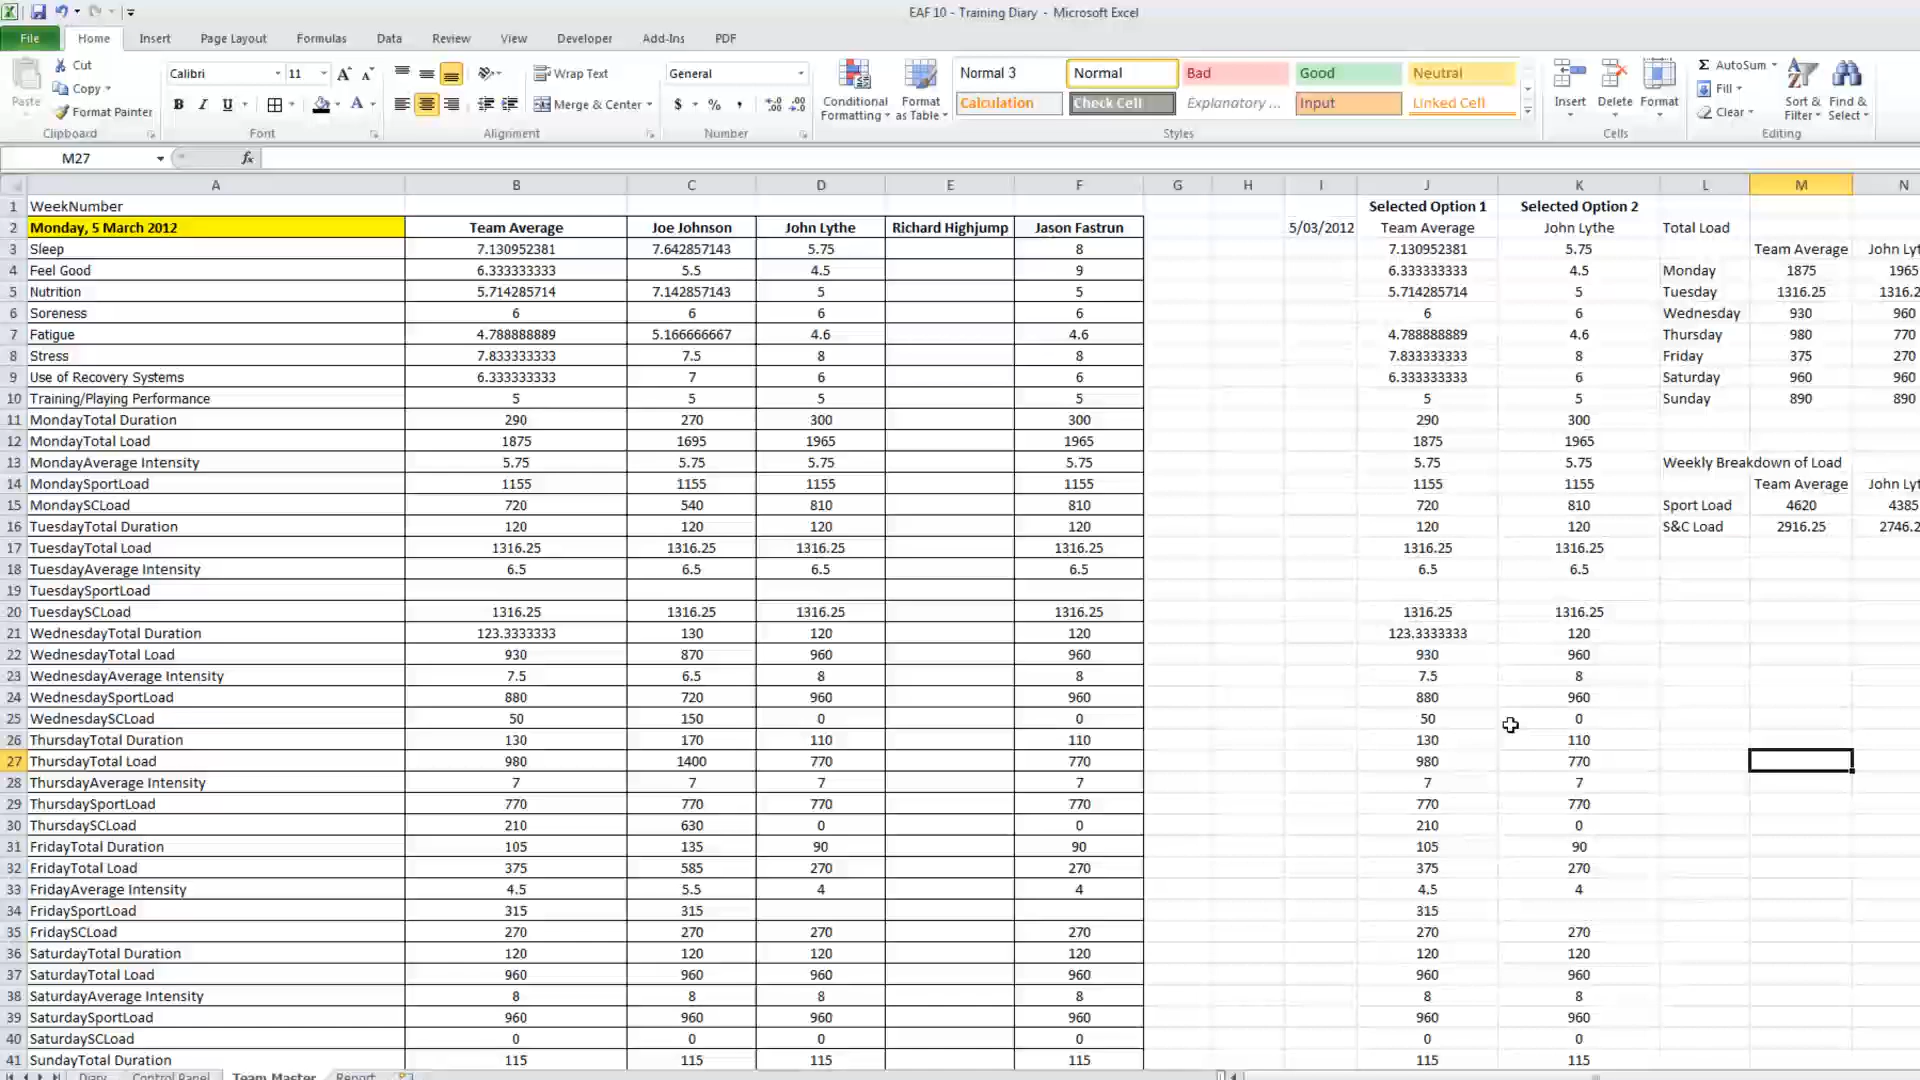 EAF 10 - Training Diary - Microsoft Excel
File Home Insert Page Layout Formulas Data Review View Developer Add-Ins PDF
Paste
Cut
Copy
Format Painter
Clipboard
Calibri 11
B I U
Font
Wrap Text
Merge & Center
Alignment
General
$ % ,
Number
Conditional Formatting
Format as Table
Normal 3 Normal Bad Good Neutral
Calculation Check Cell Explanatory ... Input Linked Cell
Styles
Insert Delete Format
Cells
Σ AutoSum
Fill
Clear
Sort & Filter
Find & Select
Editing
M27 fx
A B C D E F G H I J K L M N
1 WeekNumber Selected Option 1 Selected Option 2
2 Monday, 5 March 2012 Team Average Joe Johnson John Lythe Richard Highjump Jason Fastrun 5/03/2012 Team Average John Lythe Total Load
3 Sleep 7.130952381 7.642857143 5.75 8 7.130952381 5.75 Team Average John Lyt
4 Feel Good 6.333333333 5.5 4.5 9 6.333333333 4.5 Monday 1875 1965
5 Nutrition 5.714285714 7.142857143 5 5 5.714285714 5 Tuesday 1316.25 1316.2
6 Soreness 6 6 6 6 6 6 Wednesday 930 960
7 Fatigue 4.788888889 5.166666667 4.6 4.6 4.788888889 4.6 Thursday 980 770
8 Stress 7.833333333 7.5 8 8 7.833333333 8 Friday 375 270
9 Use of Recovery Systems 6.333333333 7 6 6 6.333333333 6 Saturday 960 960
10 Training/Playing Performance 5 5 5 5 5 5 Sunday 890 890
11 MondayTotal Duration 290 270 300 300 290 300
12 MondayTotal Load 1875 1695 1965 1965 1875 1965
13 MondayAverage Intensity 5.75 5.75 5.75 5.75 5.75 5.75 Weekly Breakdown of Load
14 MondaySportLoad 1155 1155 1155 1155 1155 1155 Team Average John Lyt
15 MondaySCLoad 720 540 810 810 720 810 Sport Load 4620 4385
16 TuesdayTotal Duration 120 120 120 120 120 120 S&C Load 2916.25 2746.2
17 TuesdayTotal Load 1316.25 1316.25 1316.25 1316.25 1316.25 1316.25
18 TuesdayAverage Intensity 6.5 6.5 6.5 6.5 6.5 6.5
19 TuesdaySportLoad
20 TuesdaySCLoad 1316.25 1316.25 1316.25 1316.25 1316.25 1316.25
21 WednesdayTotal Duration 123.3333333 130 120 120 123.3333333 120
22 WednesdayTotal Load 930 870 960 960 930 960
23 WednesdayAverage Intensity 7.5 6.5 8 8 7.5 8
24 WednesdaySportLoad 880 720 960 960 880 960
25 WednesdaySCLoad 50 150 0 0 50 0
26 ThursdayTotal Duration 130 170 110 110 130 110
27 ThursdayTotal Load 980 1400 770 770 980 770
28 ThursdayAverage Intensity 7 7 7 7 7 7
29 ThursdaySportLoad 770 770 770 770 770 770
30 ThursdaySCLoad 210 630 0 0 210 0
31 FridayTotal Duration 105 135 90 90 105 90
32 FridayTotal Load 375 585 270 270 375 270
33 FridayAverage Intensity 4.5 5.5 4 4 4.5 4
34 FridaySportLoad 315 315 315
35 FridaySCLoad 270 270 270 270 270 270
36 SaturdayTotal Duration 120 120 120 120 120 120
37 SaturdayTotal Load 960 960 960 960 960 960
38 SaturdayAverage Intensity 8 8 8 8 8 8
39 SaturdaySportLoad 960 960 960 960 960 960
40 SaturdaySCLoad 0 0 0 0 0 0
41 SundayTotal Duration 115 115 115 115 115 115
Diary Control Panel Team Master Report